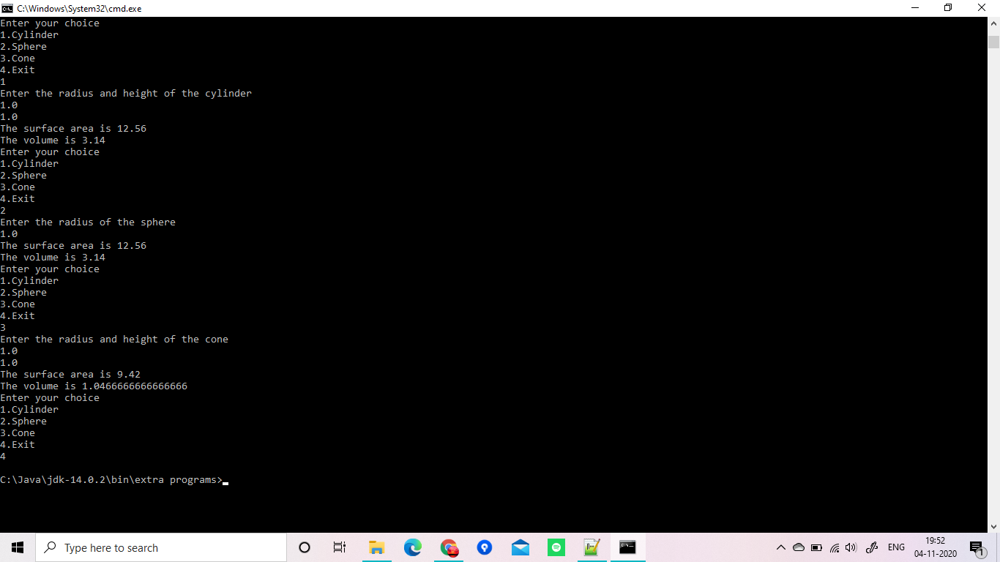 C:\Windows\System32\cmd.exe
Enter your choice
1.Cylinder
2.Sphere
3.Cone
4.Exit
1
Enter the radius and height of the cylinder
1.0
1.0
The surface area is 12.56
The volume is 3.14
Enter your choice
1.Cylinder
2.Sphere
3.Cone
4.Exit
2
Enter the radius of the sphere
1.0
The surface area is 12.56
The volume is 3.14
Enter your choice
1.Cylinder
2.Sphere
3.Cone
4.Exit
3
Enter the radius and height of the cone
1.0
1.0
The surface area is 9.42
The volume is 1.0466666666666666
Enter your choice
1.Cylinder
2.Sphere
3.Cone
4.Exit
4
C:\Java\jdk-14.0.2\bin\extra programs>
Type here to search
ENG
19:52
04-11-2020
1